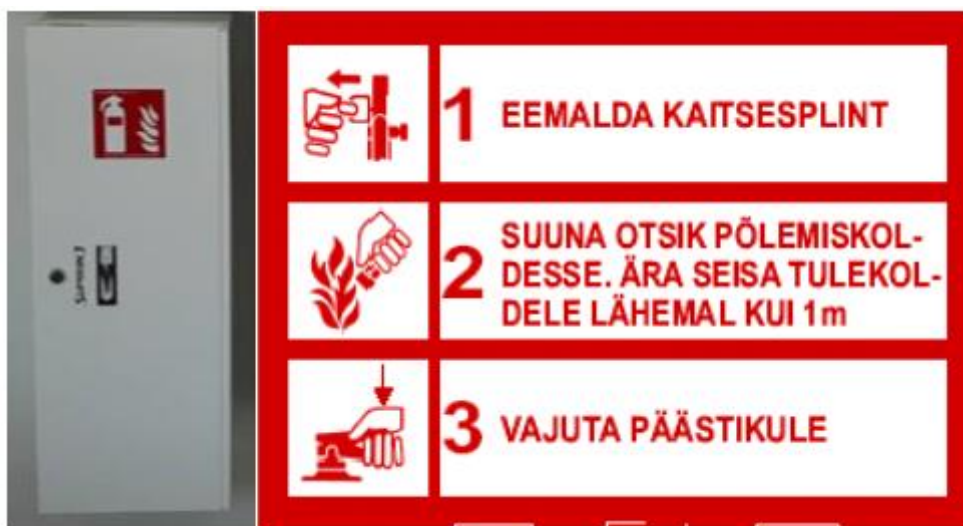 1 EEMALDA KAITSESPLINT
2 SUUNA OTSIK PÕLEMISKOL-
DESSE. ÄRA SEISA TULEKOL-
DELE LÄHEMAL KUI 1m
3 VAJUTA PÄÄSTIKULE